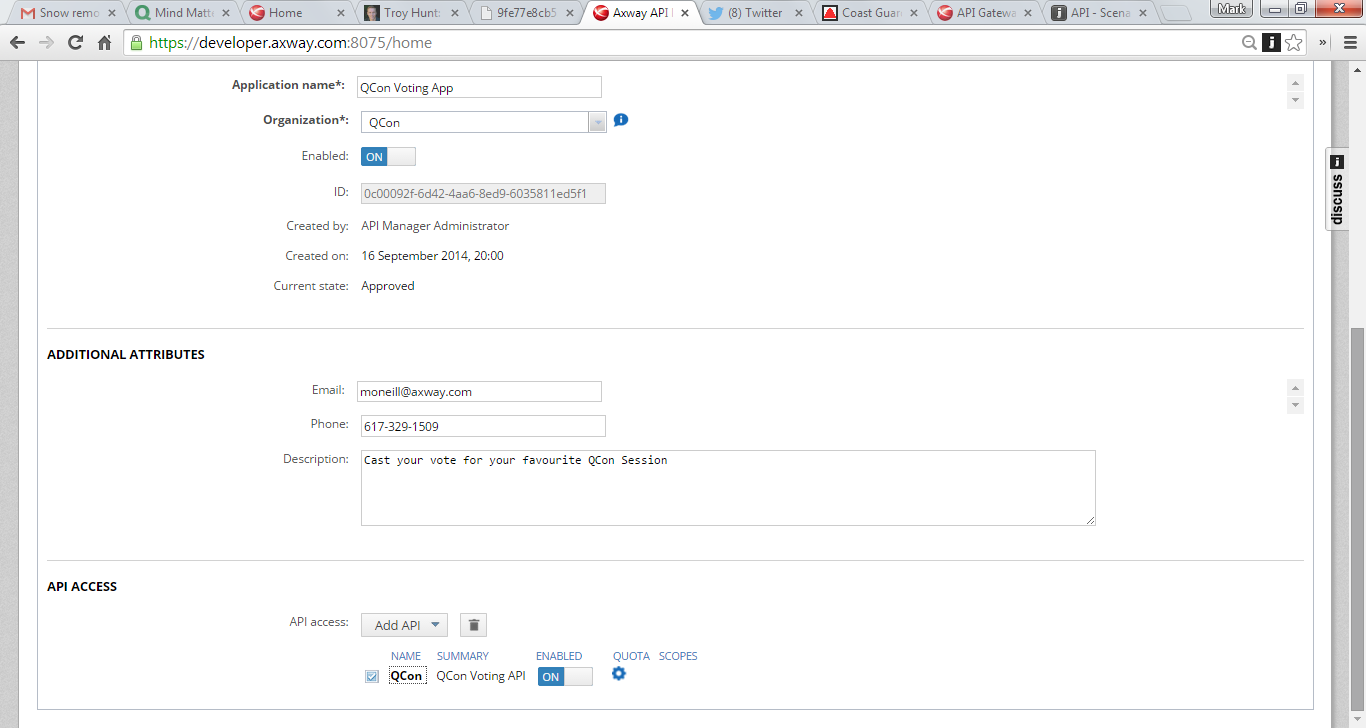 Snow remo
Mind Matt
Home
Troy Hunt:
9fe77e8cb5
Axway API
(8) Twitter
Coast Guar
API Gatewa
API - Scena
Mark
https://developer.axway.com:8075/home
Application name*: QCon Voting App
Organization*: QCon
Enabled: ON
ID: 0c00092f-6d42-4aa6-8ed9-6035811ed5f1
Created by: API Manager Administrator
Created on: 16 September 2014, 20:00
Current state: Approved
discuss
ADDITIONAL ATTRIBUTES
Email: moneill@axway.com
Phone: 617-329-1509
Description: Cast your vote for your favourite QCon Session
API ACCESS
API access: Add API
NAME SUMMARY ENABLED QUOTA SCOPES
QCon QCon Voting API ON